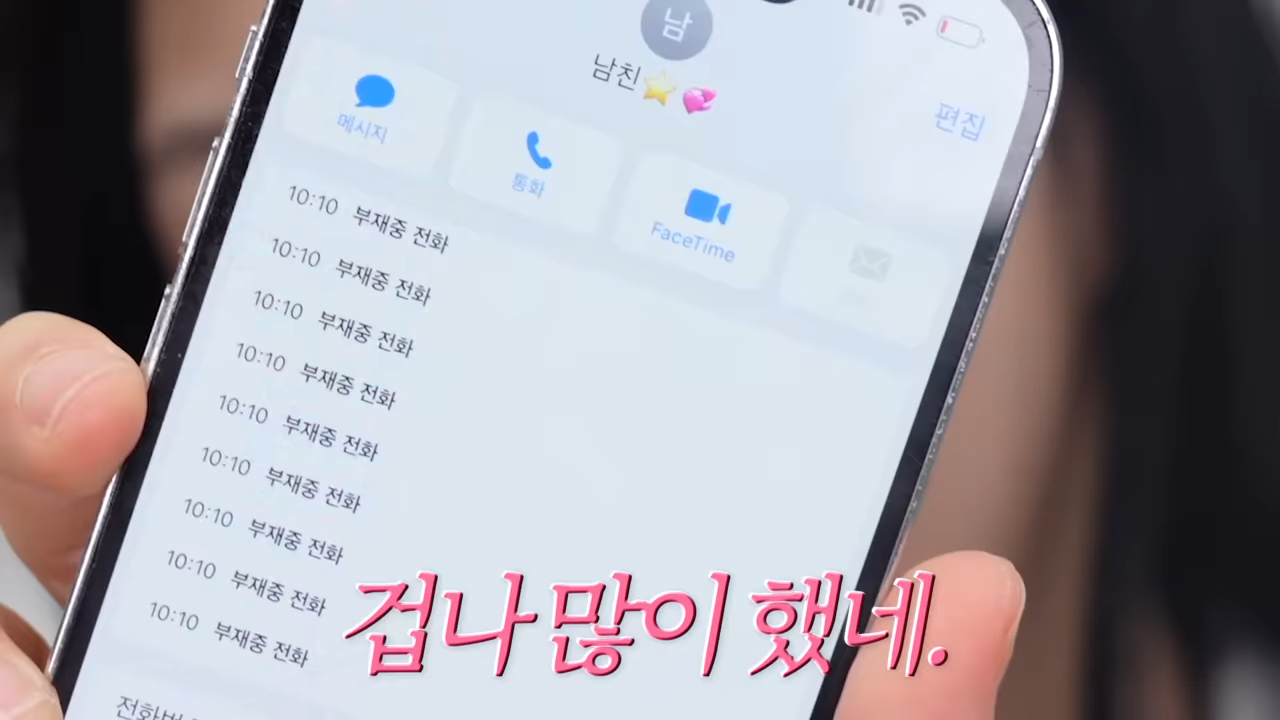 남
남친⭐💞
편집
메시지
통화
FaceTime
10:10 부재중 전화
10:10 부재중 전화
10:10 부재중 전화
10:10 부재중 전화
10:10 부재중 전화
10:10 부재중 전화
10:10 부재중 전화
10:10 부재중 전화
10:10 부재중 전화
겁나 많이 했네.